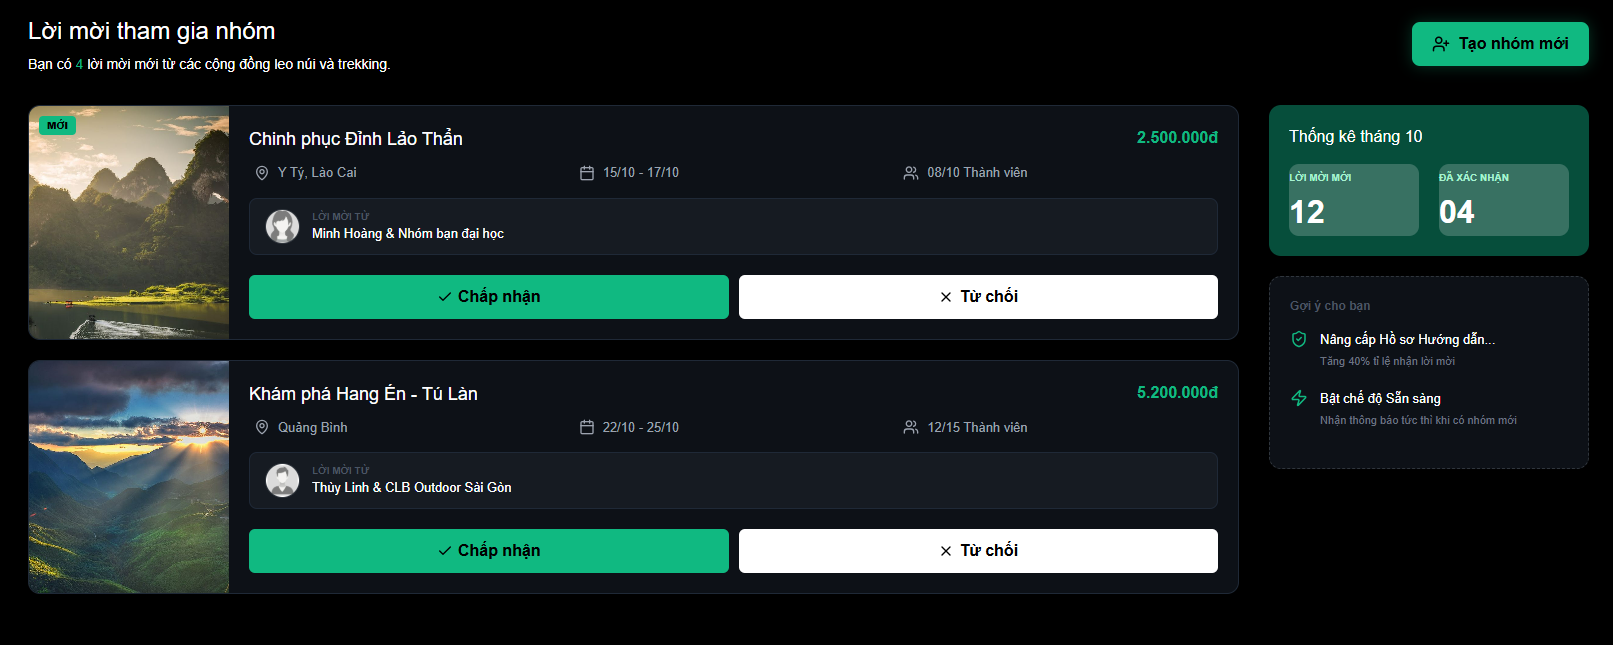 Lời mời tham gia nhóm
Bạn có 4 lời mời mới từ các cộng đồng leo núi và trekking.
Tạo nhóm mới
MỚI
Chinh phục Đỉnh Lảo Thẩn
2.500.000đ
Y Tý, Lào Cai
15/10 - 17/10
08/10 Thành viên
LỜI MỜI TỪ
Minh Hoàng & Nhóm bạn đại học
Chấp nhận
Từ chối
Khám phá Hang Én - Tú Làn
5.200.000đ
Quảng Bình
22/10 - 25/10
12/15 Thành viên
LỜI MỜI TỪ
Thùy Linh & CLB Outdoor Sài Gòn
Chấp nhận
Từ chối
Thống kê tháng 10
LỜI MỜI MỚI
12
ĐÃ XÁC NHẬN
04
Gợi ý cho bạn
Nâng cấp Hồ sơ Hướng dẫn...
Tăng 40% tỉ lệ nhận lời mời
Bật chế độ Sẵn sàng
Nhận thông báo tức thì khi có nhóm mới